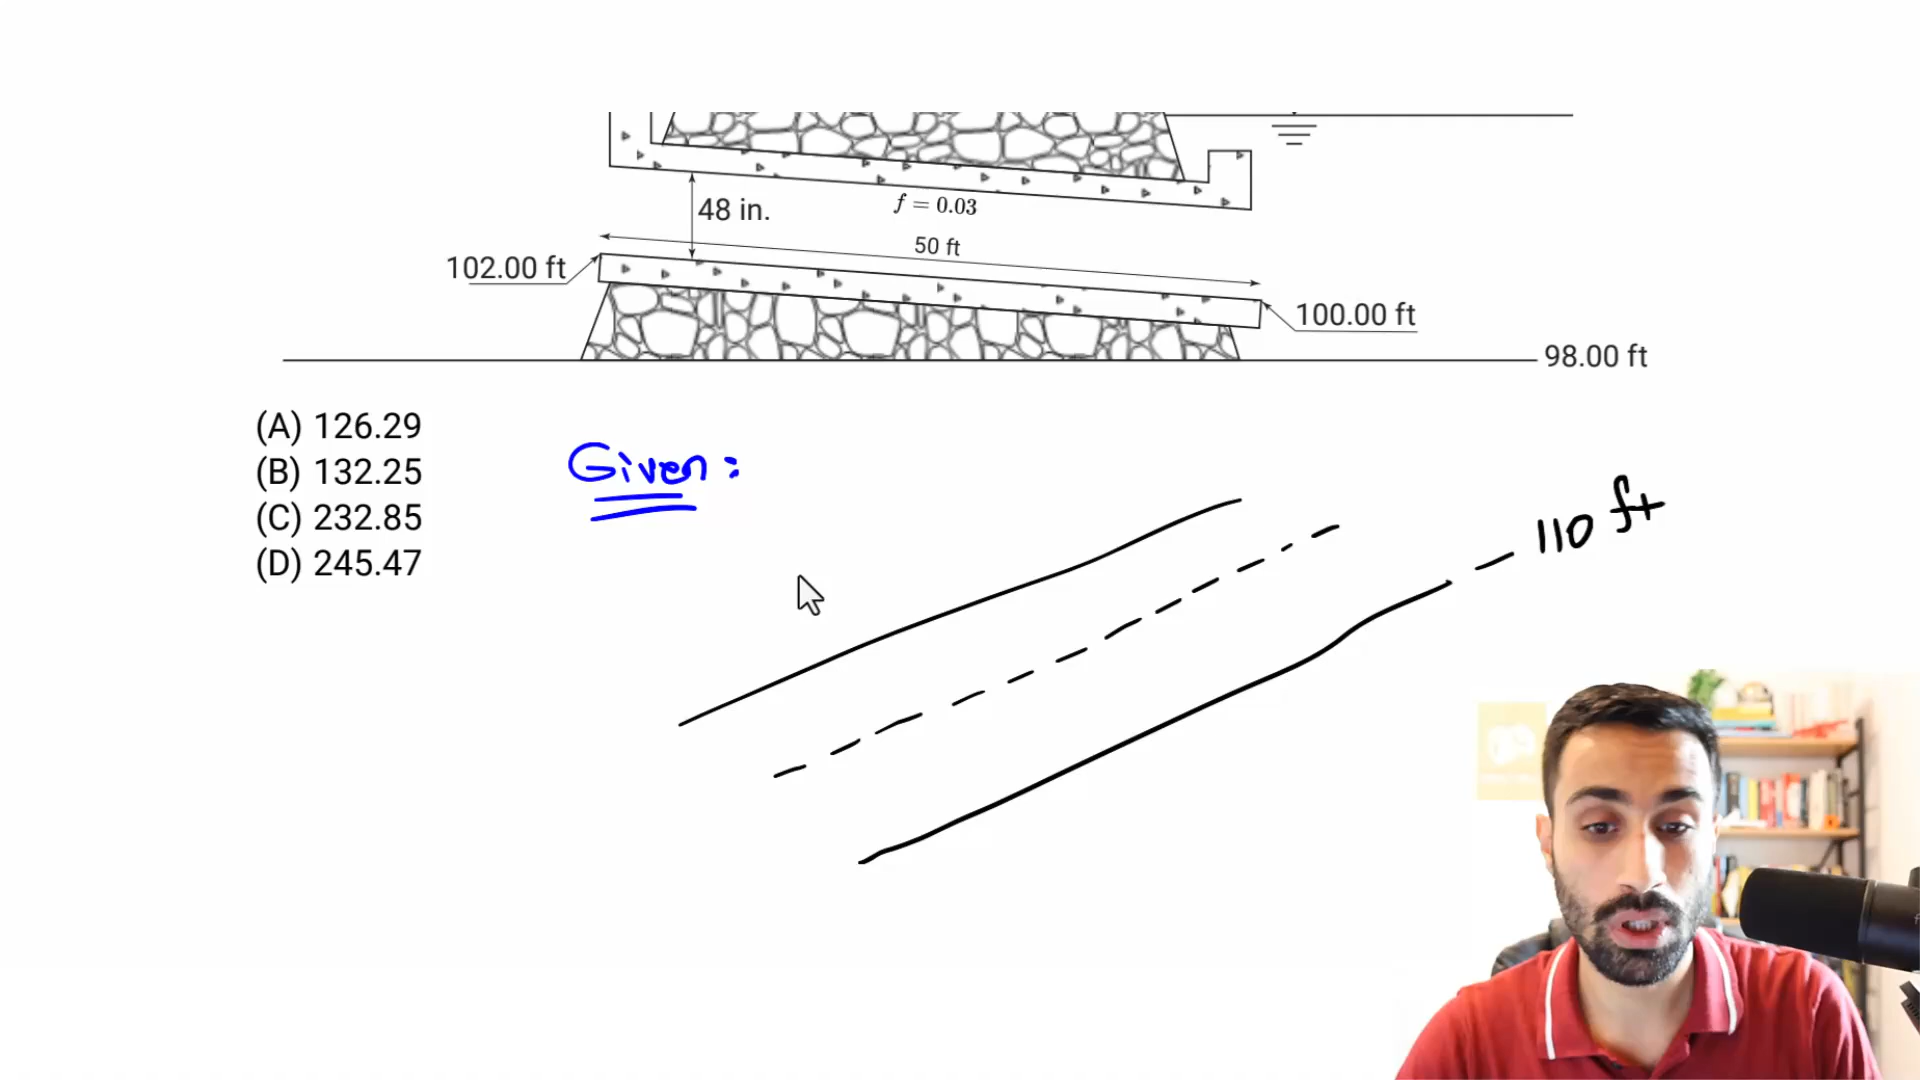 48 in.
f = 0.03
50 ft
102.00 ft
100.00 ft
98.00 ft
(A) 126.29
(B) 132.25
(C) 232.85
(D) 245.47
Given:
110 ft